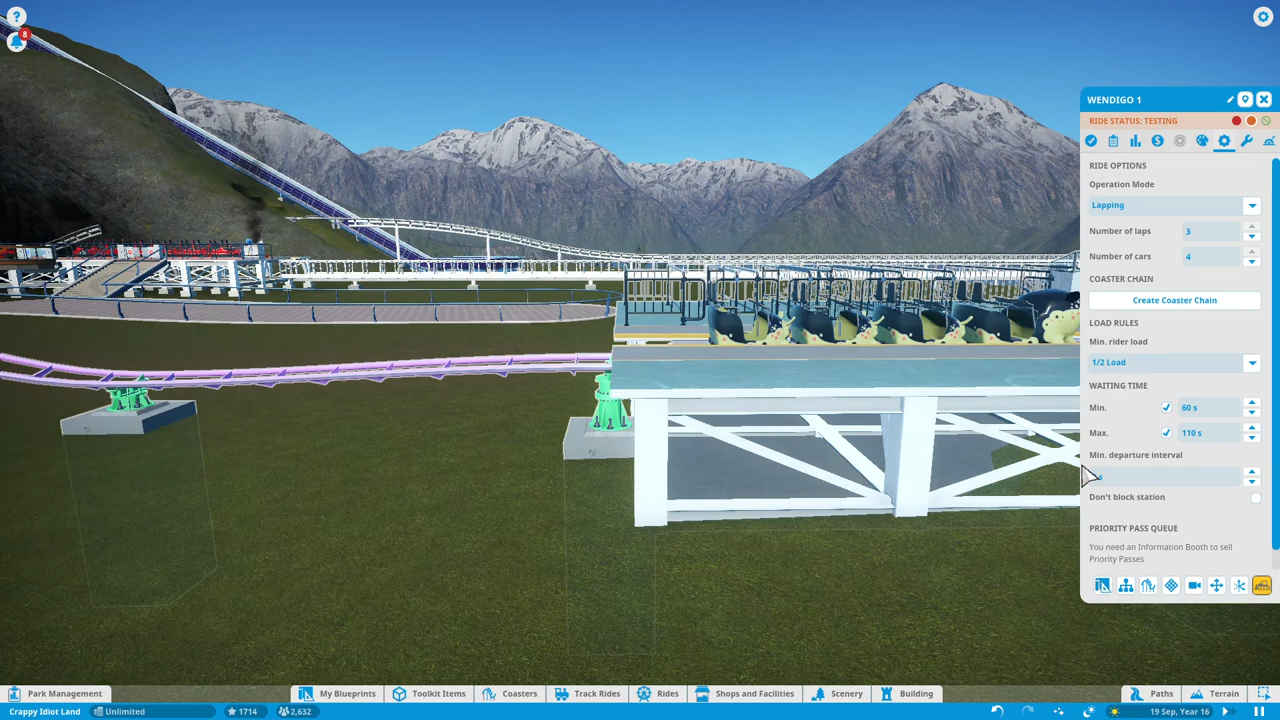 ?
8
WENDIGO 1
RIDE STATUS: TESTING
RIDE OPTIONS
Operation Mode
Lapping
Number of laps 3
Number of cars 4
COASTER CHAIN
Create Coaster Chain
LOAD RULES
Min. rider load
1/2 Load
WAITING TIME
Min. 60 s
Max. 110 s
Min. departure interval
s
Don't block station
PRIORITY PASS QUEUE
You need an Information Booth to sell
Priority Passes
Park Management My Blueprints Toolkit Items Coasters Track Rides Rides Shops and Facilities Scenery Building Paths Terrain
Crappy Idiot Land Unlimited 1714 2,632 19 Sep, Year 16